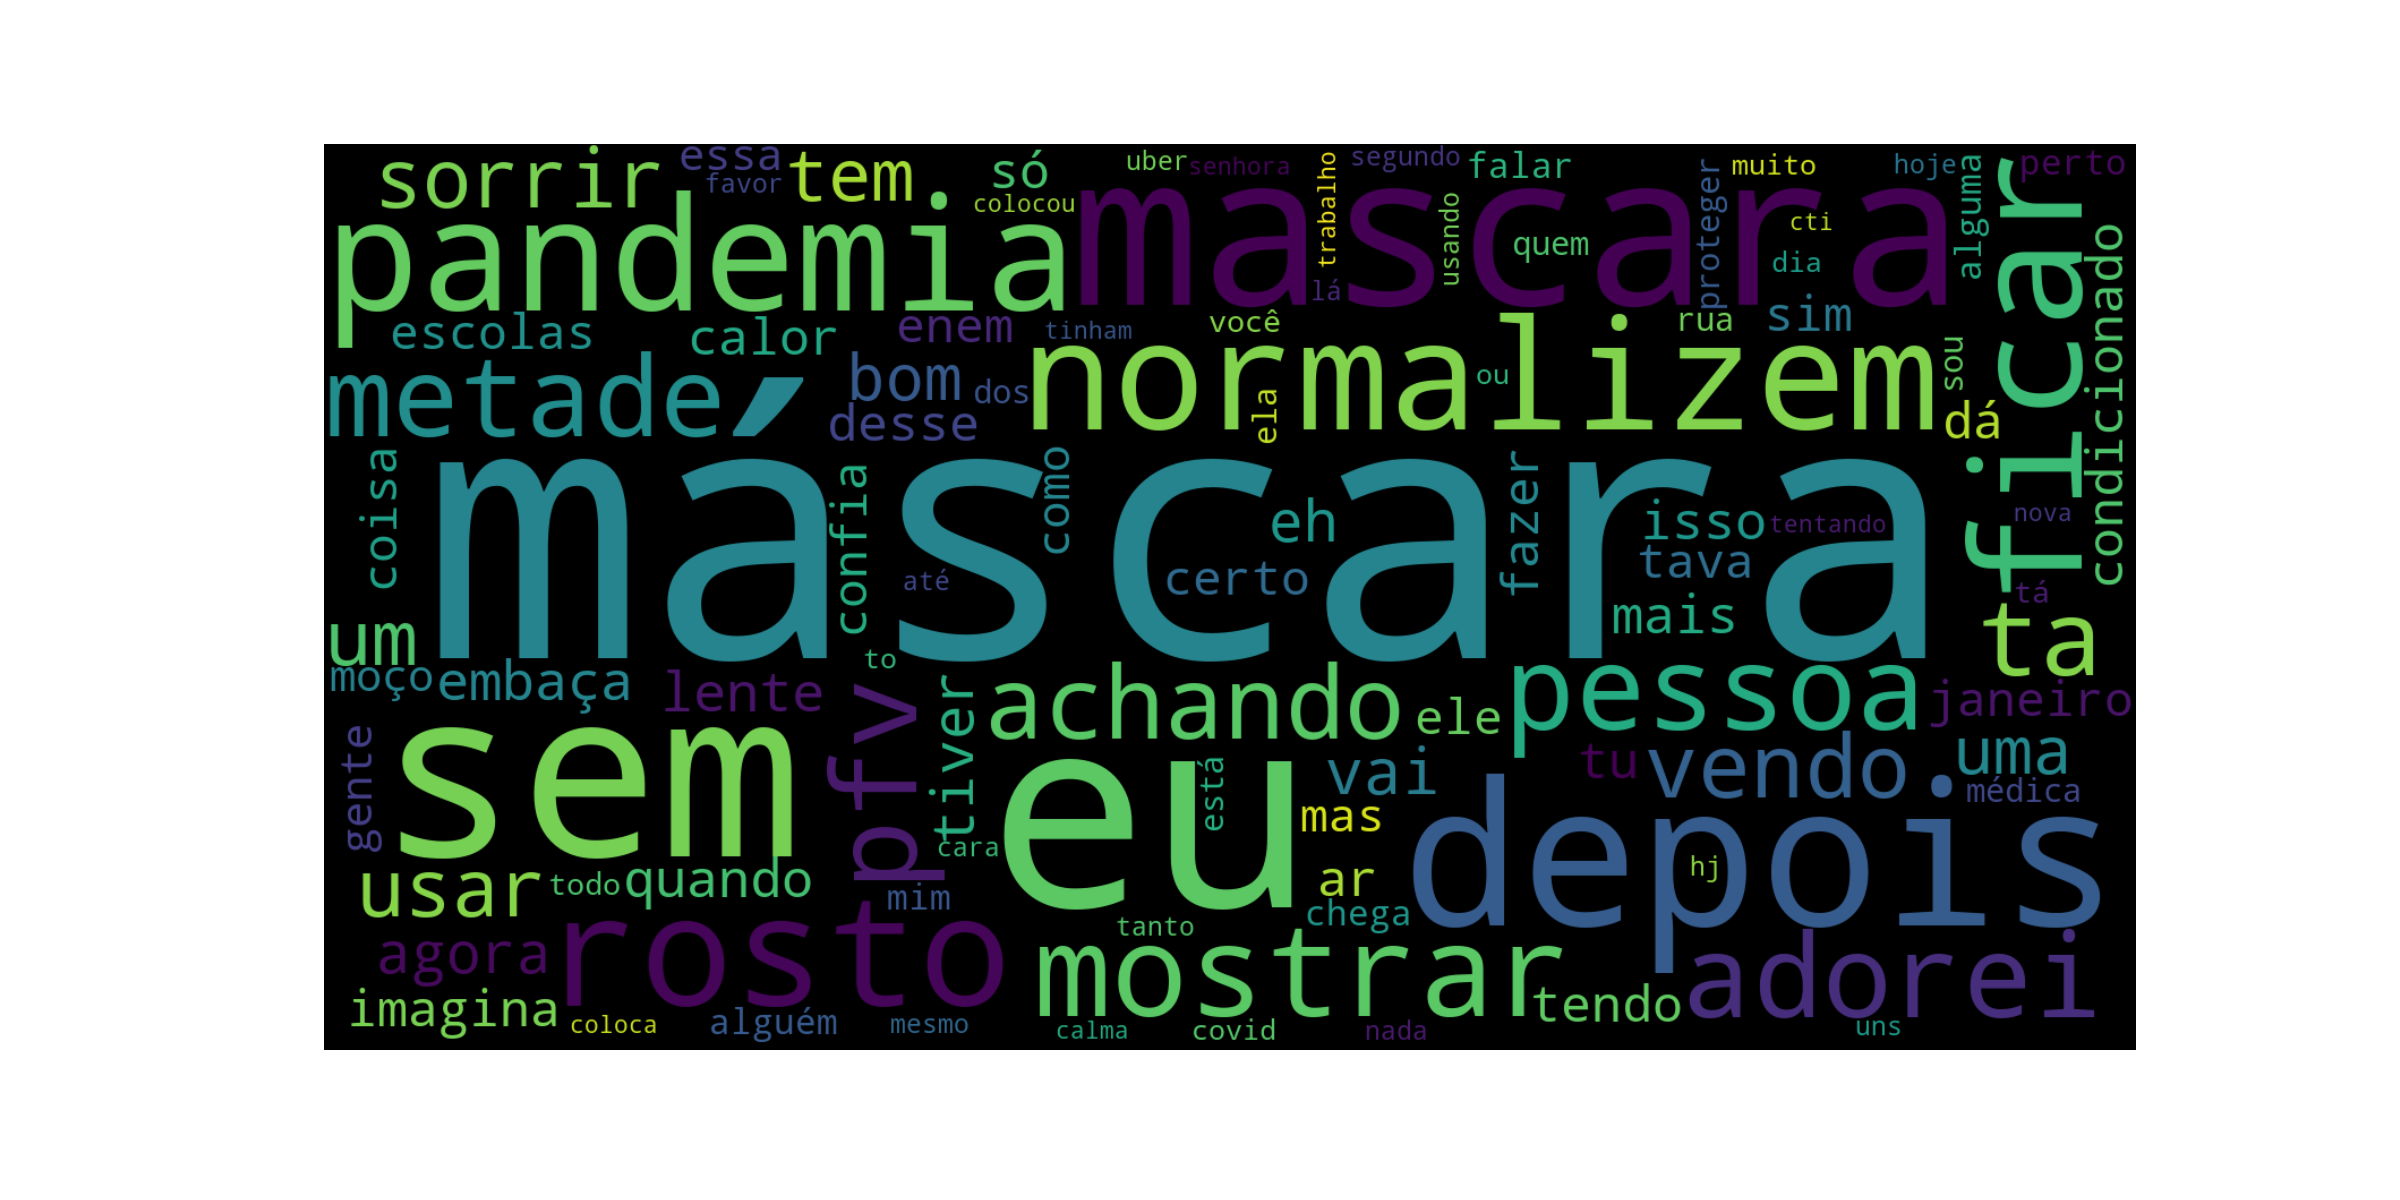 sorrir
essa
favor
tem
só
colocou
uber
senhora
trabalho
segundo
usando
falar
quem
proteger
muito
cti
dia
hoje
alguma
perto
pandemia
mascara
lá
ficar
condicionado
escolas
calor
enem
tinham
você
rua
sim
metade
bom
dos
desse
normalizem
ela
ou
sou
dá
máscara
coisa
confia
como
eh
certo
até
fazer
isso
tentando
tava
mais
nova
tá
ta
um
moço
embaça
lente
to
pfv
tiver
achando
ele
pessoa
janeiro
gente
sem
eu
está
vai
mas
tu
vendo
uma
médica
cara
usar
todo
quando
mim
ar
chega
depois
hj
agora
rosto
tanto
mostrar
tendo
adorei
imagina
coloca
alguém
mesmo
calma
covid
nada
uns